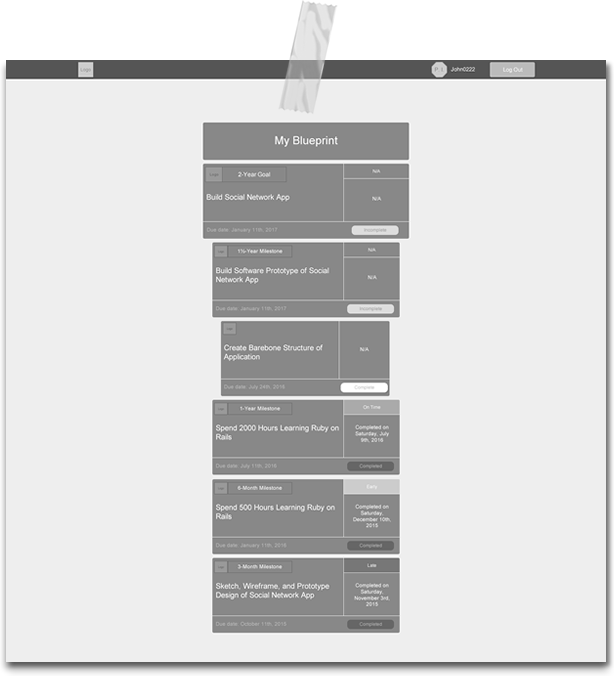 Logo
P L
John0222
Log Out
My Blueprint
2-Year Goal
N/A
Build Social Network App
N/A
Due date: January 11th, 2017
Incomplete
1½-Year Milestone
N/A
Build Software Prototype of Social
Network App
N/A
Due date: January 11th, 2017
Incomplete
Create Barebone Structure of
Application
N/A
Due date: July 24th, 2016
Complete
1-Year Milestone
On Time
Spend 2000 Hours Learning Ruby on
Rails
Completed on
Saturday, July
9th, 2016
Due date: July 11th, 2016
Completed
6-Month Milestone
Early
Spend 500 Hours Learning Ruby on
Rails
Completed on
Saturday,
December 10th,
2015
Due date: January 11th, 2016
Completed
3-Month Milestone
Late
Sketch, Wireframe, and Prototype
Design of Social Network App
Completed on
Saturday,
November 3rd,
2015
Due date: October 11th, 2015
Completed